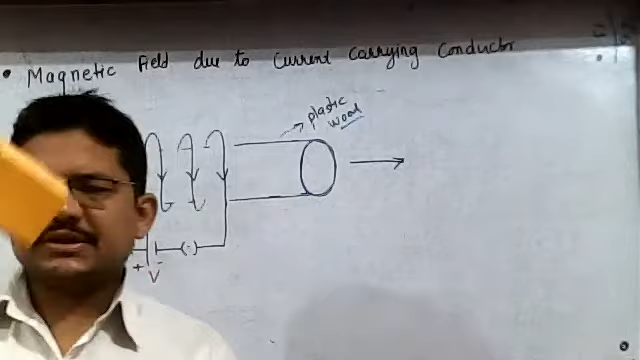 • Magnetic Field due to Current Carrying Conductor
plastic
wood
+ -
V